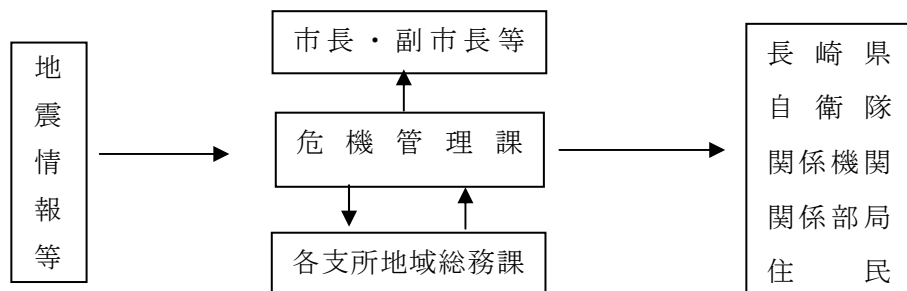 地震情報等
市長・副市長等
危機管理課
各支所地域総務課
長崎県
自衛隊
関係機関
関係部局
住民